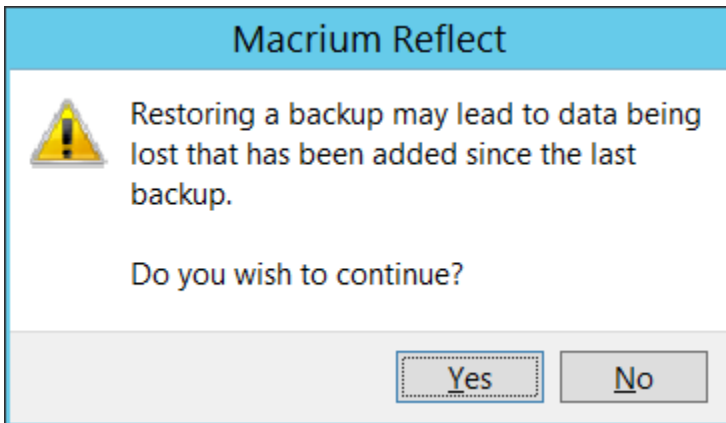 Macrium Reflect
Restoring a backup may lead to data being
lost that has been added since the last
backup.
Do you wish to continue?
Yes
No